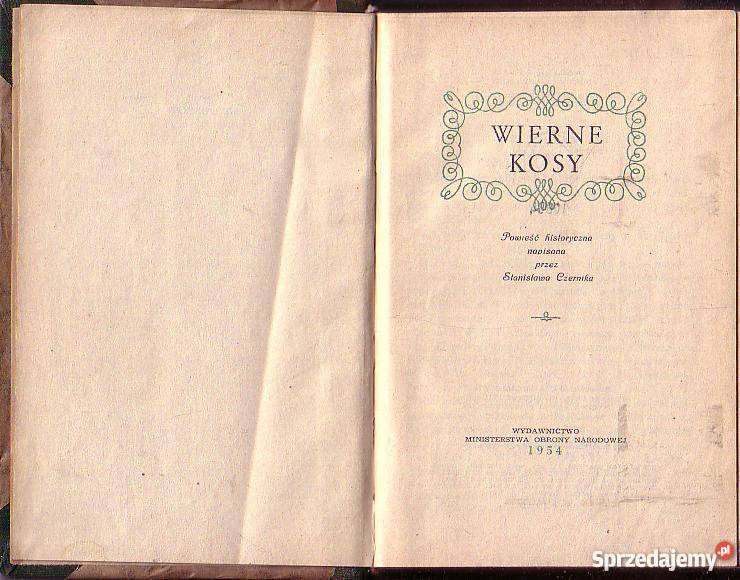 WIERNE
KOSY
Powieść historyczna
napisana
przez
Stanisława Czernika
WYDAWNICTWO
MINISTERSTWA OBRONY NARODOWEJ
1954
Sprzedajemy.pl